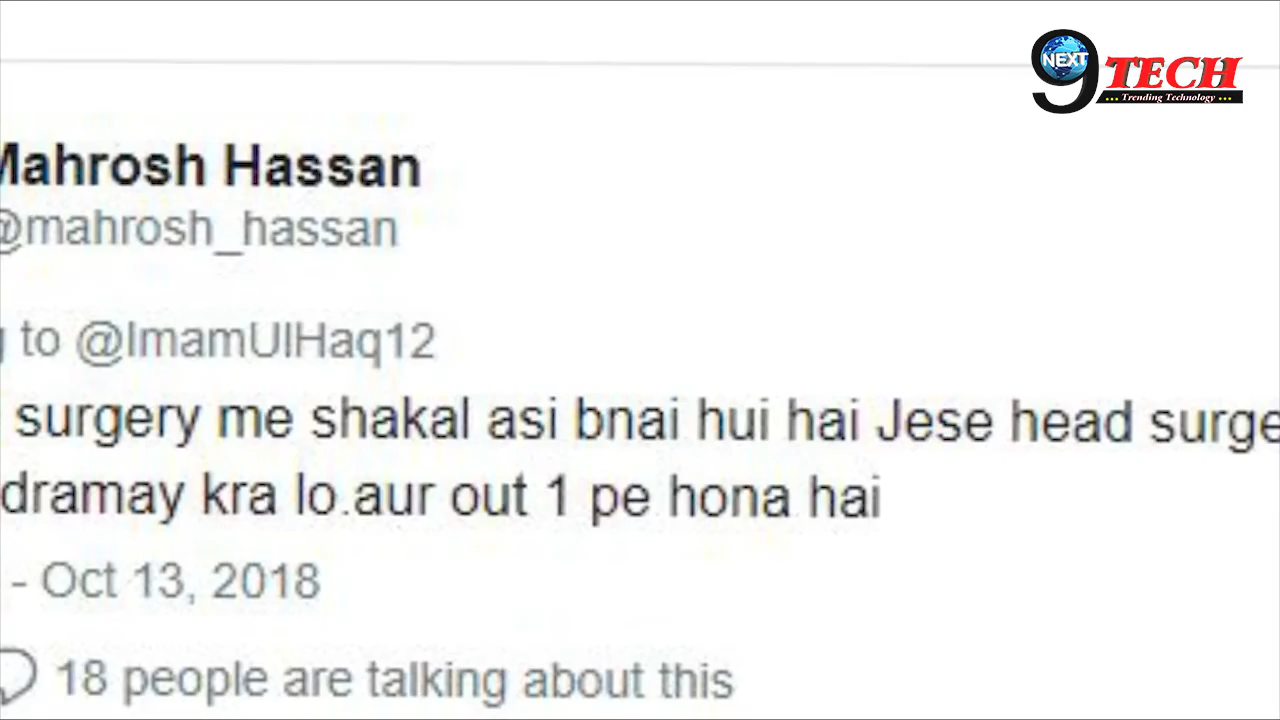 9 NEXT TECH
... Trending Technology ...
Mahrosh Hassan
@mahrosh_hassan
to @ImamUlHaq12
surgery me shakal asi bnai hui hai Jese head
dramay kra lo.aur out 1 pe hona hai
- Oct 13, 2018
18 people are talking about this